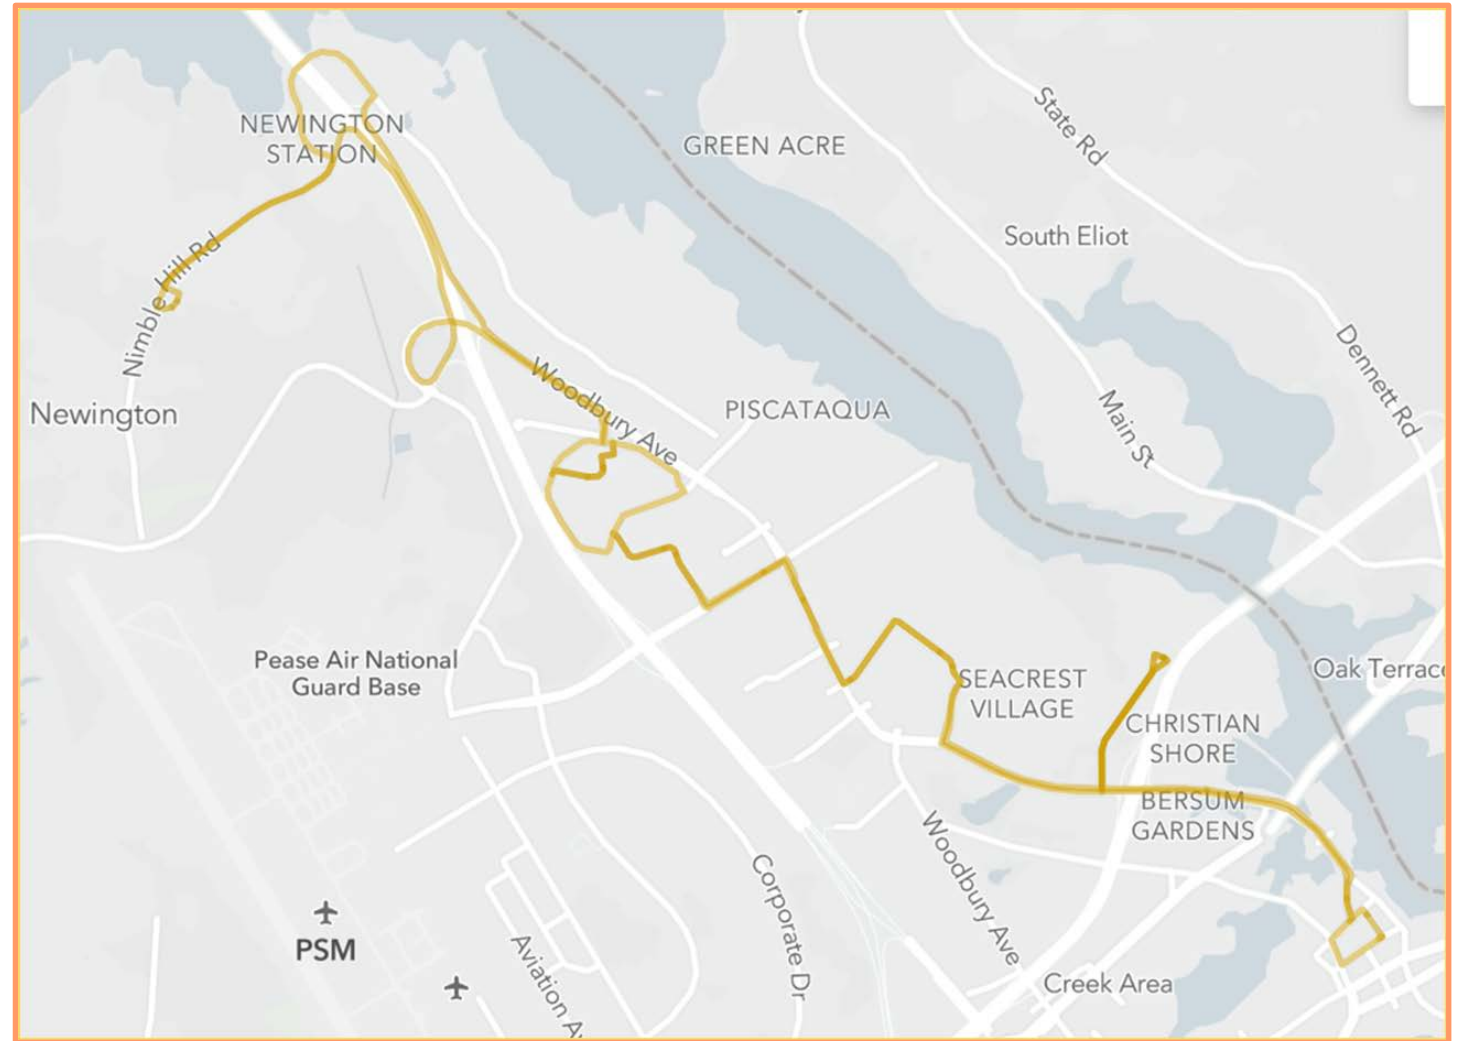 NEWINGTON
STATION
GREEN ACRE
State Rd
South Eliot
Nimble Hill Rd
Dennett Rd
Newington
Woodbury Ave
PISCATAQUA
Main St
Pease Air National
Guard Base
SEACREST
VILLAGE
Oak Terrace
CHRISTIAN
SHORE
BERSUM
GARDENS
Woodbury Ave
Corporate Dr
PSM
Aviation A
Creek Area